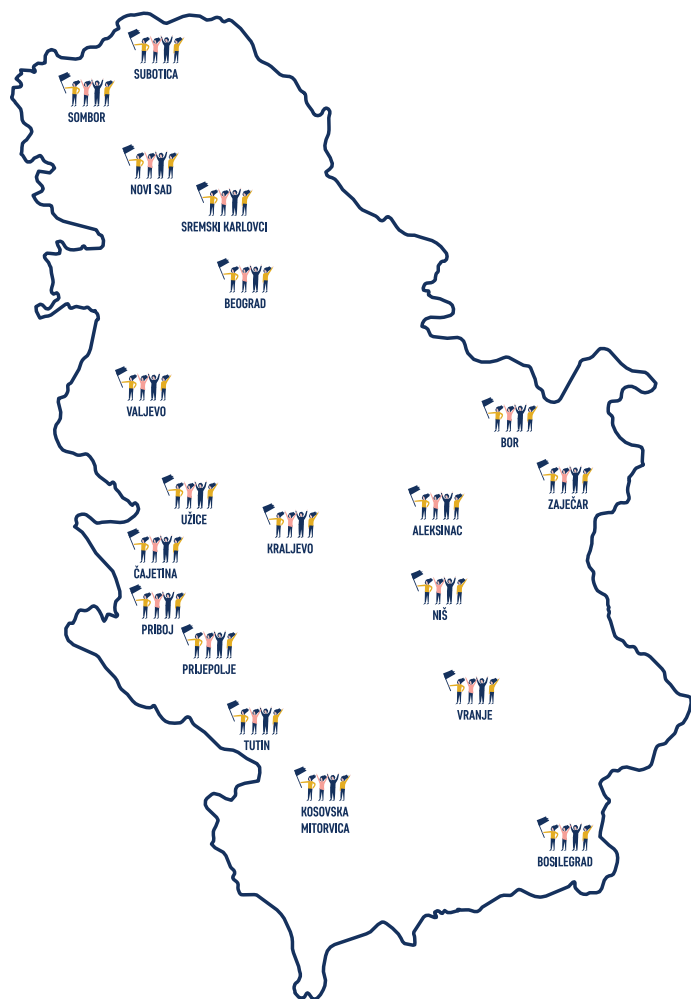 SUBOTICA
SOMBOR
NOVI SAD
SREMSKI KARLOVCI
BEOGRAD
VALJEVO
BOR
ZAJEČAR
UŽICE
KRALJEVO
ALEKSINAC
ČAJETINA
PRIBOJ
NIŠ
PRIJEPOLJE
VRANJE
TUTIN
KOSOVSKA
MITORVICA
BOSILEGRAD